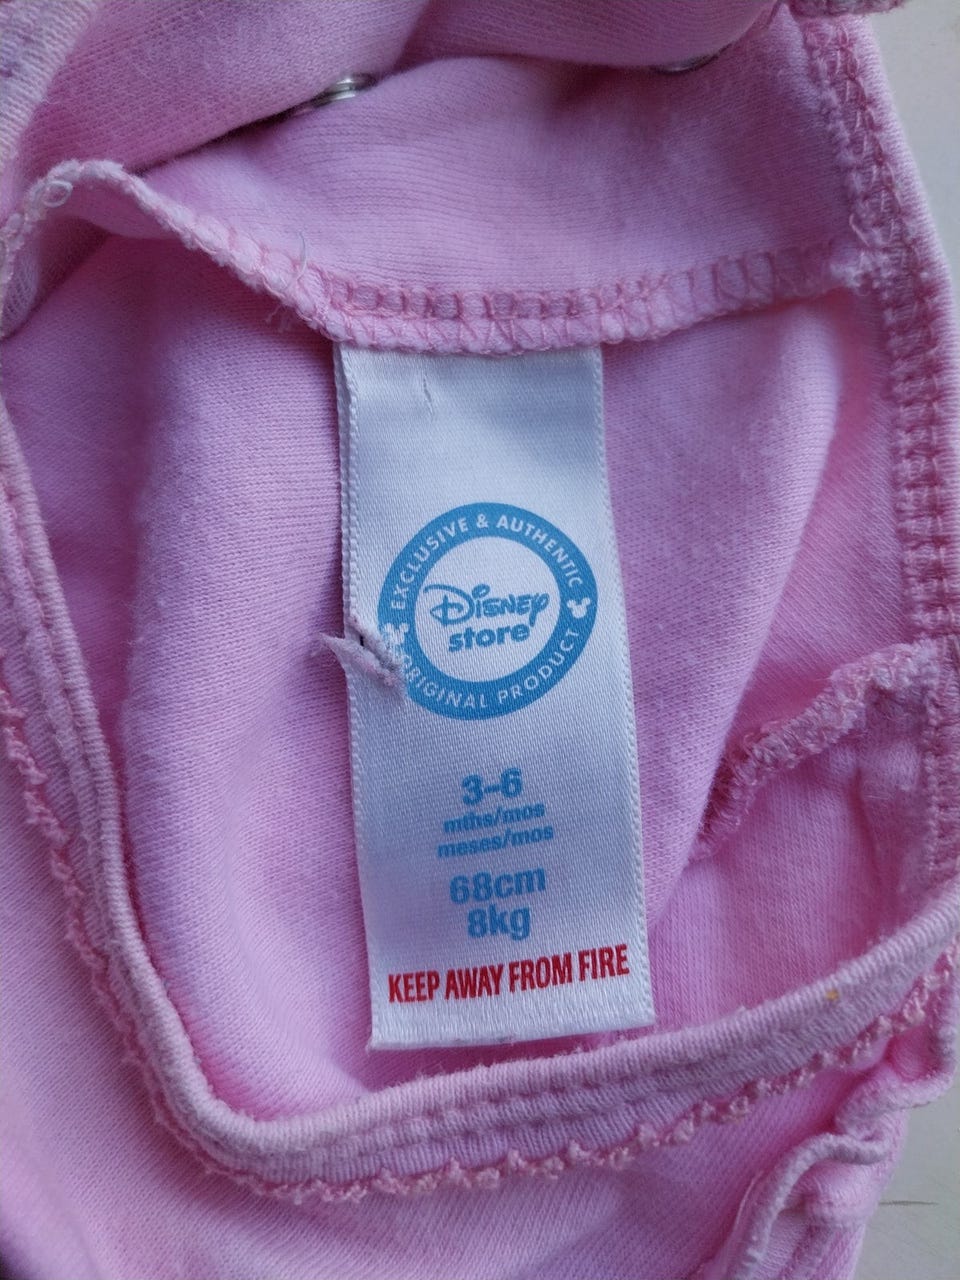 EXCLUSIVE & AUTHENTIC
Disney
store
ORIGINAL PRODUCT
3-6
mths/mos
meses/mos
68cm
8kg
KEEP AWAY FROM FIRE